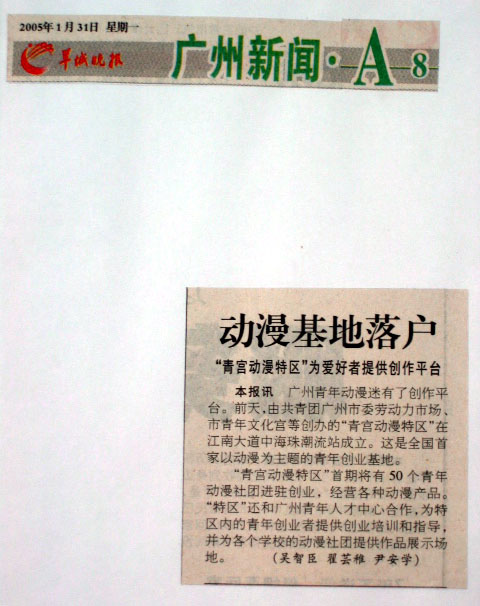 2005年1月31日 星期一
羊城晚报
广州新闻·A8
动漫基地落户
“青宫动漫特区”为爱好者提供创作平台
本报讯 广州青年动漫迷有了创作平
台。前天,由共青团广州市委劳动力市场、
市青年文化宫等创办的“青宫动漫特区”在
江南大道中海珠潮流站成立。这是全国首
家以动漫为主题的青年创业基地。
“青宫动漫特区”首期将有50个青年
动漫社团进驻创业，经营各种动漫产品。
“特区”还和广州青年人才中心合作,为特
区内的青年创业者提供创业培训和指导，
并为各个学校的动漫社团提供作品展示场
地。 (吴智臣 翟芸稚 尹安学)